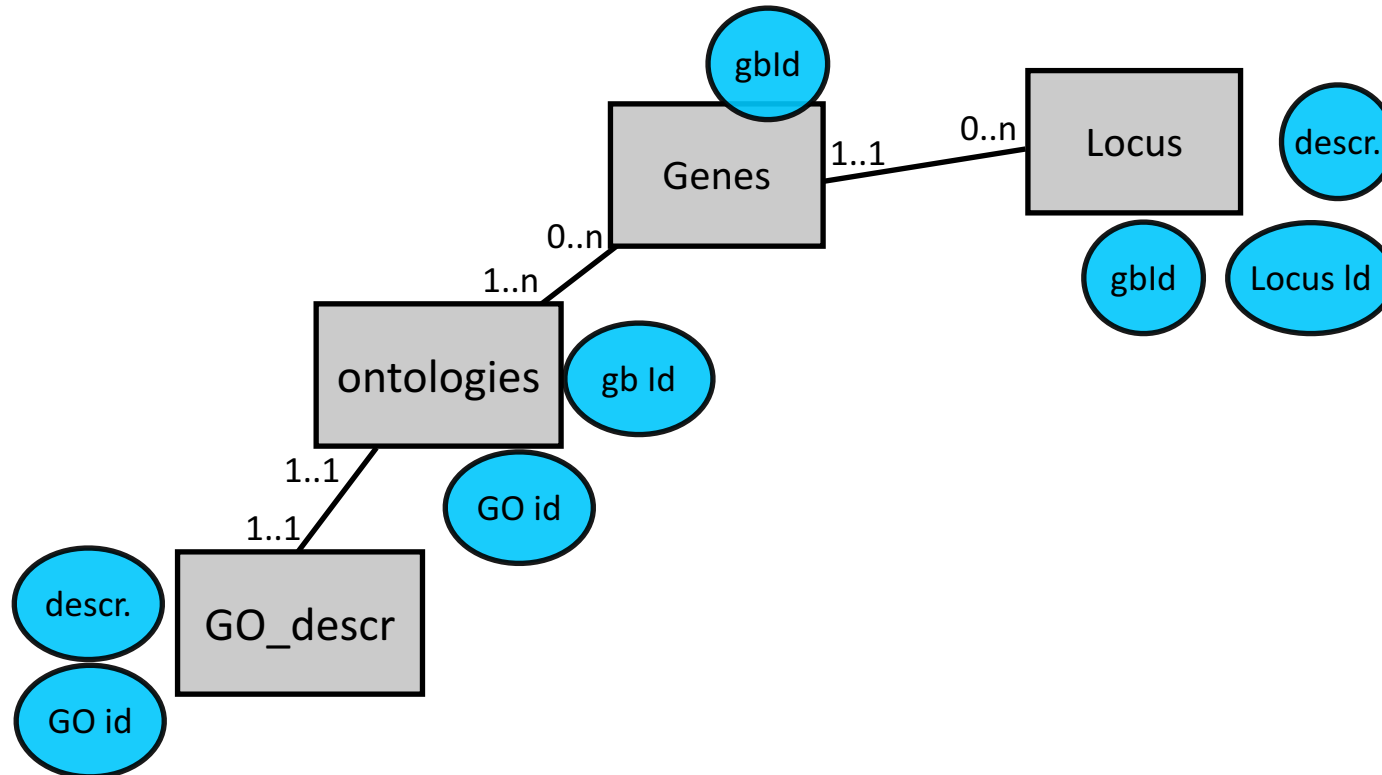 gbId
Genes
1..1
0..n
Locus
descr.
gbId
Locus Id
0..n
1..n
ontologies
gb Id
GO id
1..1
1..1
GO_descr
descr.
GO id